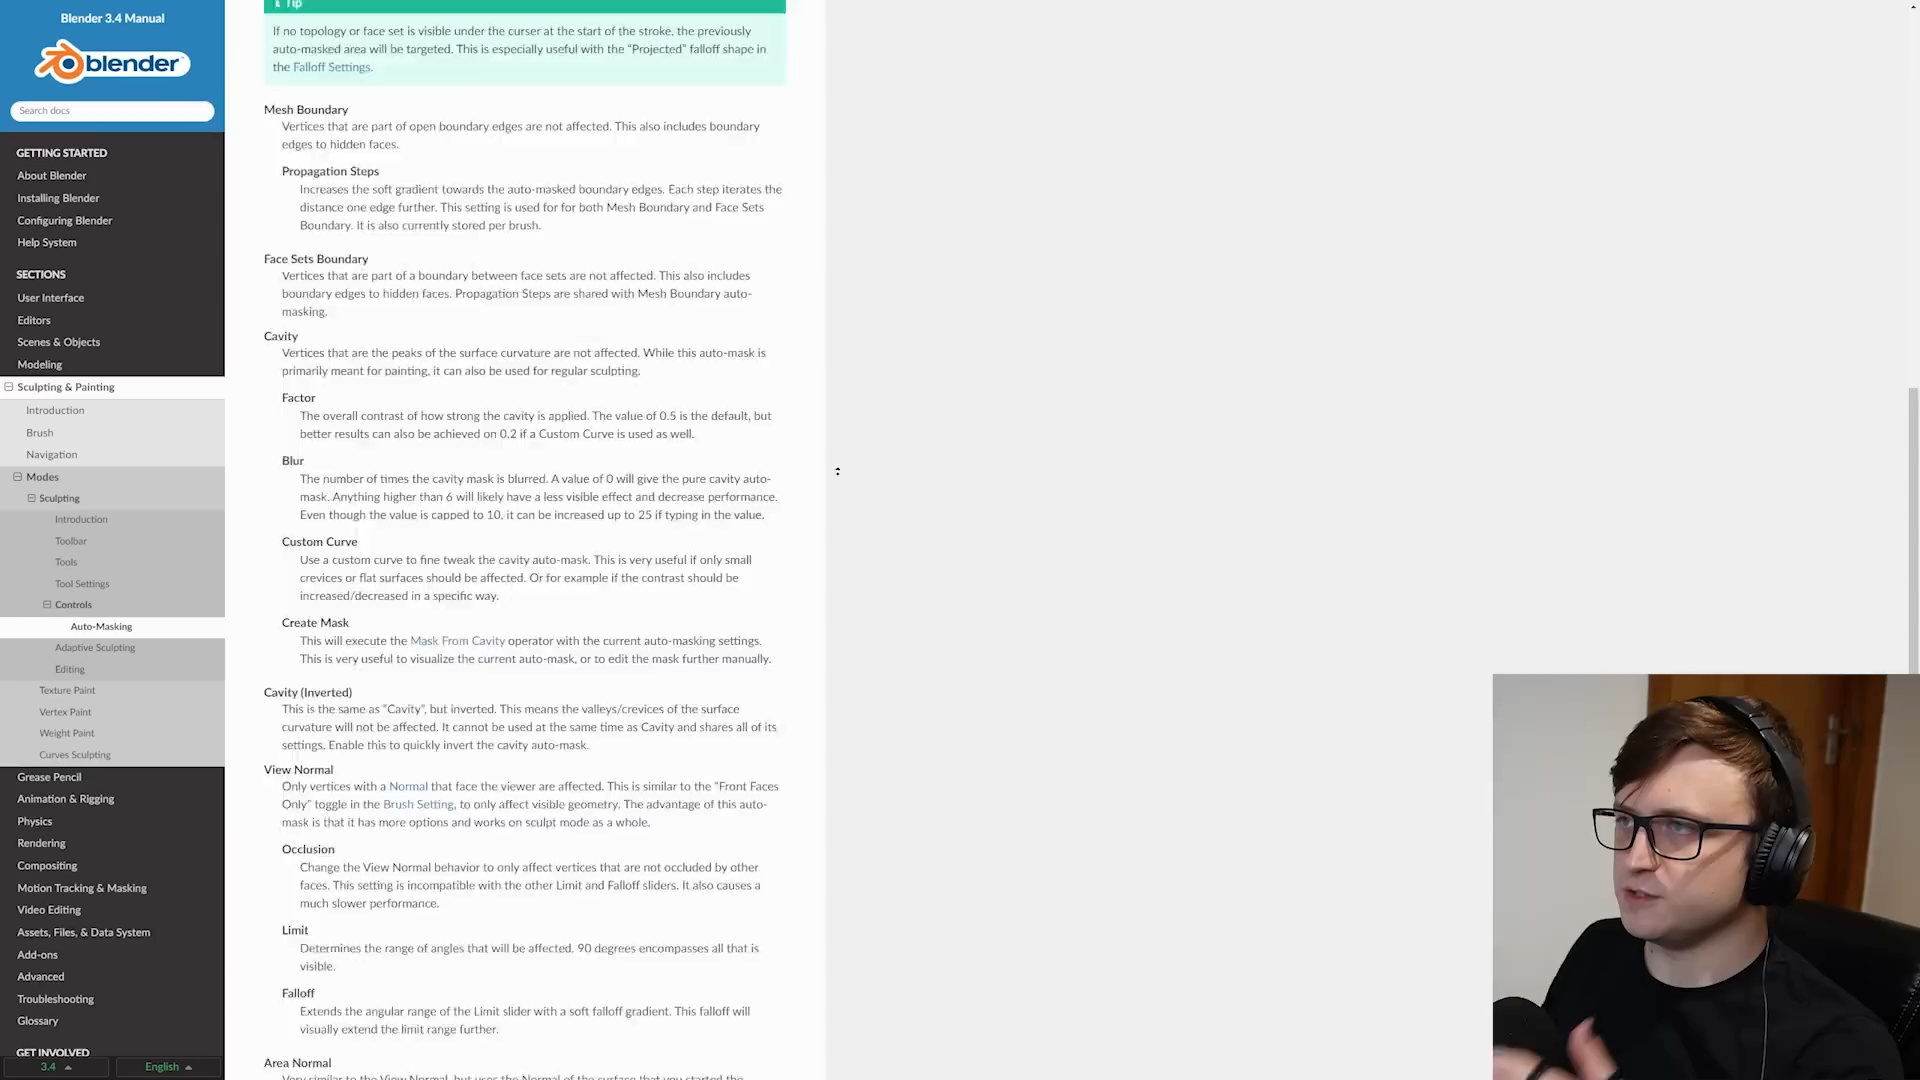 Blender 3.4 Manual
blender
Search docs
GETTING STARTED
About Blender
Installing Blender
Configuring Blender
Help System
SECTIONS
User Interface
Editors
Scenes & Objects
Modeling
Sculpting & Painting
Introduction
Brush
Navigation
Modes
Sculpting
Introduction
Toolbar
Tools
Tool Settings
Controls
Auto-Masking
Adaptive Sculpting
Editing
Texture Paint
Vertex Paint
Weight Paint
Curves Sculpting
Grease Pencil
Animation & Rigging
Physics
Rendering
Compositing
Motion Tracking & Masking
Video Editing
Assets, Files, & Data System
Add-ons
Advanced
Troubleshooting
Glossary
GET INVOLVED
3.4
English
Tip
If no topology or face set is visible under the curser at the start of the stroke, the previously
auto-masked area will be targeted. This is especially useful with the “Projected” falloff shape in
the Falloff Settings.
Mesh Boundary
Vertices that are part of open boundary edges are not affected. This also includes boundary
edges to hidden faces.
Propagation Steps
Increases the soft gradient towards the auto-masked boundary edges. Each step iterates the
distance one edge further. This setting is used for for both Mesh Boundary and Face Sets
Boundary. It is also currently stored per brush.
Face Sets Boundary
Vertices that are part of a boundary between face sets are not affected. This also includes
boundary edges to hidden faces. Propagation Steps are shared with Mesh Boundary auto-
masking.
Cavity
Vertices that are the peaks of the surface curvature are not affected. While this auto-mask is
primarily meant for painting, it can also be used for regular sculpting.
Factor
The overall contrast of how strong the cavity is applied. The value of 0.5 is the default, but
better results can also be achieved on 0.2 if a Custom Curve is used as well.
Blur
The number of times the cavity mask is blurred. A value of 0 will give the pure cavity auto-
mask. Anything higher than 6 will likely have a less visible effect and decrease performance.
Even though the value is capped to 10, it can be increased up to 25 if typing in the value.
Custom Curve
Use a custom curve to fine tweak the cavity auto-mask. This is very useful if only small
crevices or flat surfaces should be affected. Or for example if the contrast should be
increased/decreased in a specific way.
Create Mask
This will execute the Mask From Cavity operator with the current auto-masking settings.
This is very useful to visualize the current auto-mask, or to edit the mask further manually.
Cavity (Inverted)
This is the same as “Cavity”, but inverted. This means the valleys/crevices of the surface
curvature will not be affected. It cannot be used at the same time as Cavity and shares all of its
settings. Enable this to quickly invert the cavity auto-mask.
View Normal
Only vertices with a Normal that face the viewer are affected. This is similar to the “Front Faces
Only” toggle in the Brush Setting, to only affect visible geometry. The advantage of this auto-
mask is that it has more options and works on sculpt mode as a whole.
Occlusion
Change the View Normal behavior to only affect vertices that are not occluded by other
faces. This setting is incompatible with the other Limit and Falloff sliders. It also causes a
much slower performance.
Limit
Determines the range of angles that will be affected. 90 degrees encompasses all that is
visible.
Falloff
Extends the angular range of the Limit slider with a soft falloff gradient. This falloff will
visually extend the limit range further.
Area Normal
Very similar to the View Normal, but uses the Normal of the surface that you started the